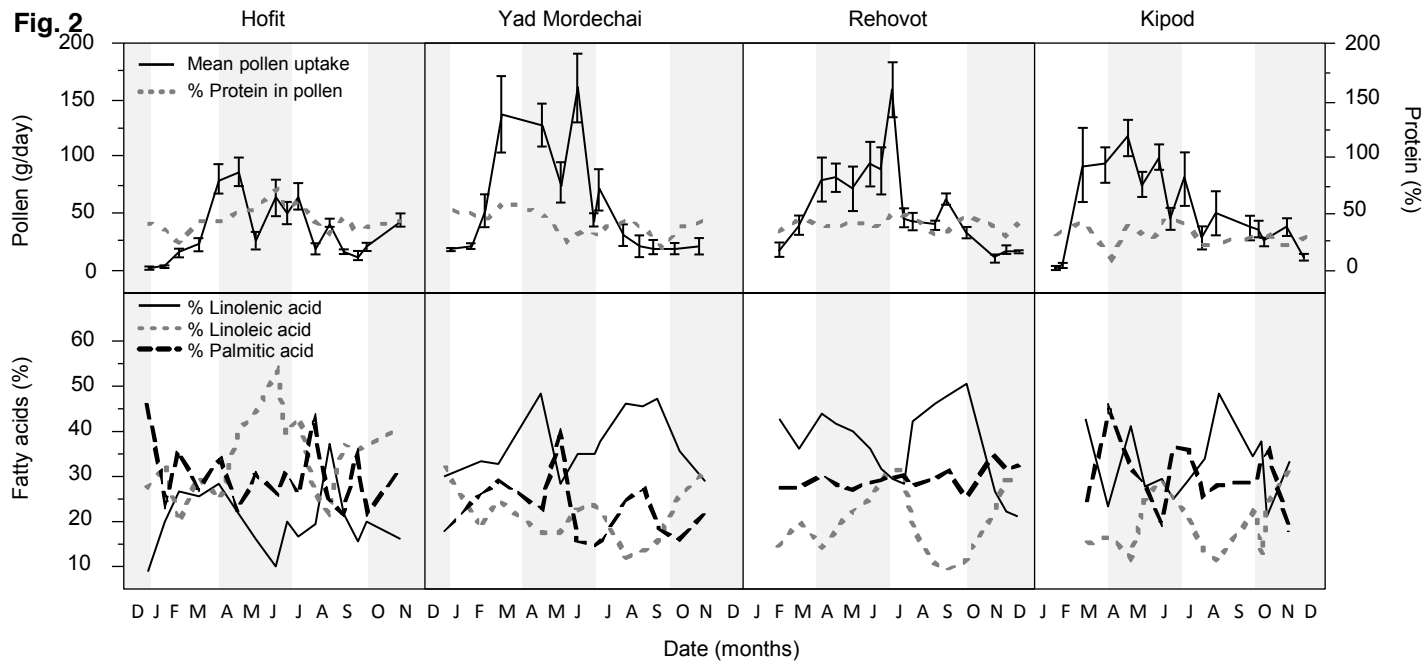 Fig. 2
Hofit Yad Mordechai Rehovot Kipod
200 200
Mean pollen uptake
% Protein in pollen
150 150
Pollen (g/day) Protein (%)
100 100
50 50
0 0
% Linolenic acid
% Linoleic acid
% Palmitic acid
60
50
Fatty acids (%)
40
30
20
10
D J F M A M J J A S O N J F M A M J J A S O N D J F M A M J J A S O N D J F M A M J J A S O N D
Date (months)